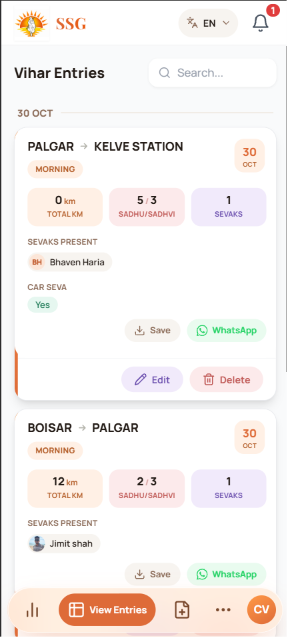 SSG
EN
1
Vihar Entries
Search...
30 OCT
PALGAR → KELVE STATION
30
OCT
MORNING
0 km
TOTAL KM
5 / 3
SADHU/SADHVI
1
SEVAKS
SEVAKS PRESENT
BH Bhaven Haria
CAR SEVA
Yes
Save
WhatsApp
Edit
Delete
BOISAR → PALGAR
30
OCT
MORNING
12 km
TOTAL KM
2 / 3
SADHU/SADHVI
1
SEVAKS
SEVAKS PRESENT
Jimit shah
Save
WhatsApp
View Entries
CV